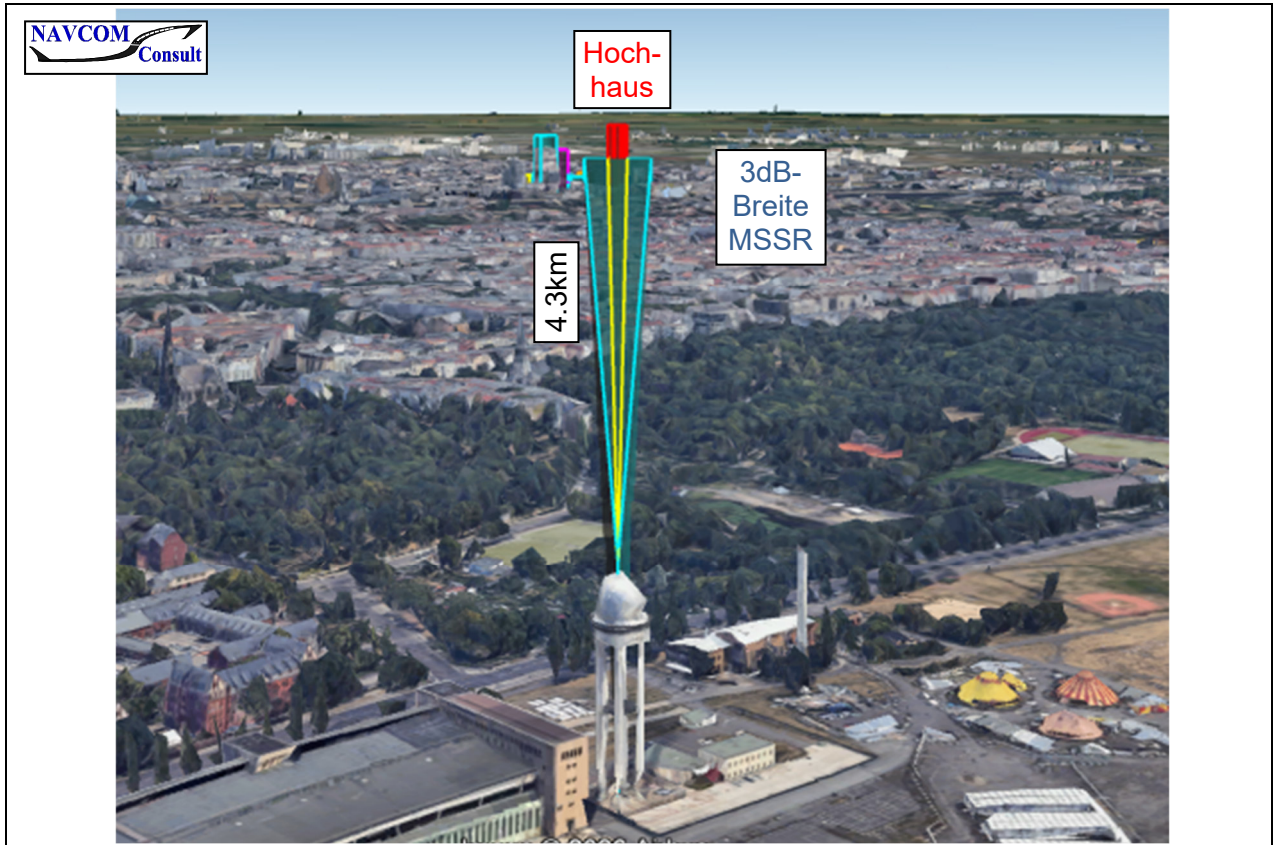 NAVCOM
Consult
Hoch-
haus
3dB-
Breite
MSSR
4.3km